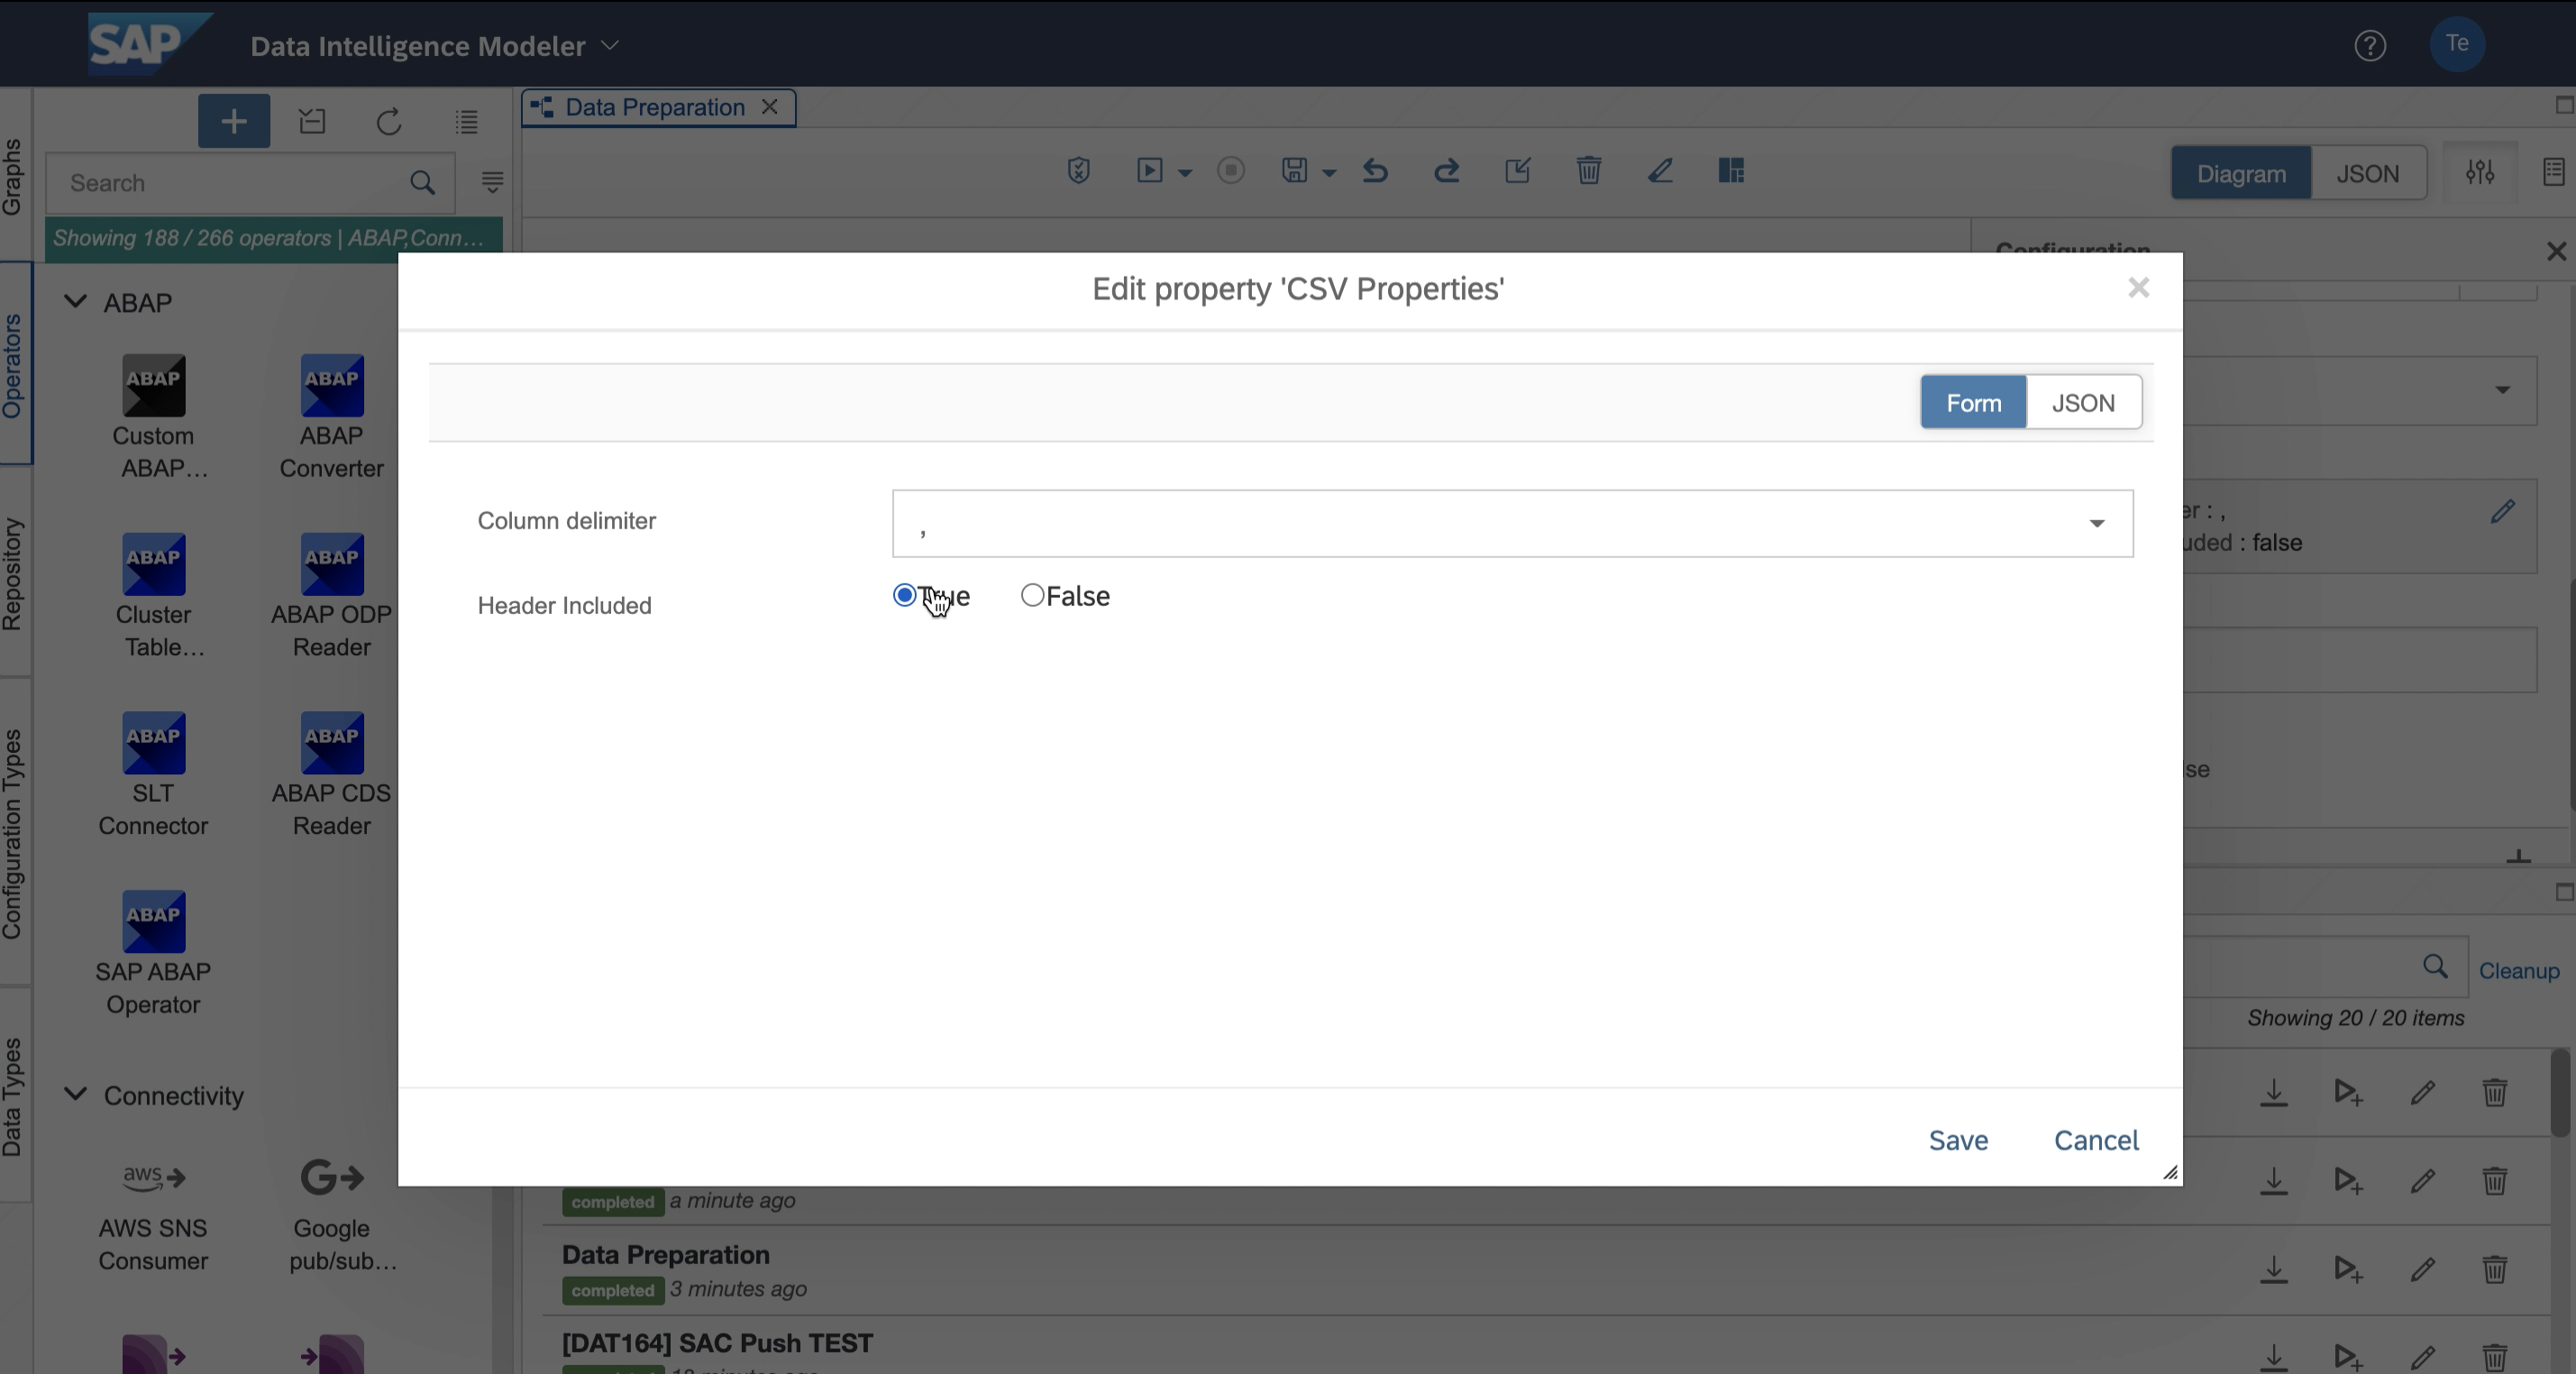 SAP
Data Intelligence Modeler
?
Te
Graphs
Operators
Repository
Configuration Types
Data Types
Search
Showing 188 / 266 operators | ABAP,Conn...
ABAP
ABAP
Custom
ABAP...
ABAP
ABAP
Converter
ABAP
Cluster
Table...
ABAP
ABAP ODP
Reader
ABAP
SLT
Connector
ABAP
ABAP CDS
Reader
ABAP
SAP ABAP
Operator
Connectivity
aws
AWS SNS
Consumer
G
Google
pub/sub...
Data Preparation
Diagram
JSON
Configuration
er : ,
uded : false
lse
Edit property 'CSV Properties'
Form
JSON
Column delimiter
,
Header Included
True
False
Save
Cancel
Cleanup
Showing 20 / 20 items
completed a minute ago
Data Preparation
completed 3 minutes ago
[DAT164] SAC Push TEST